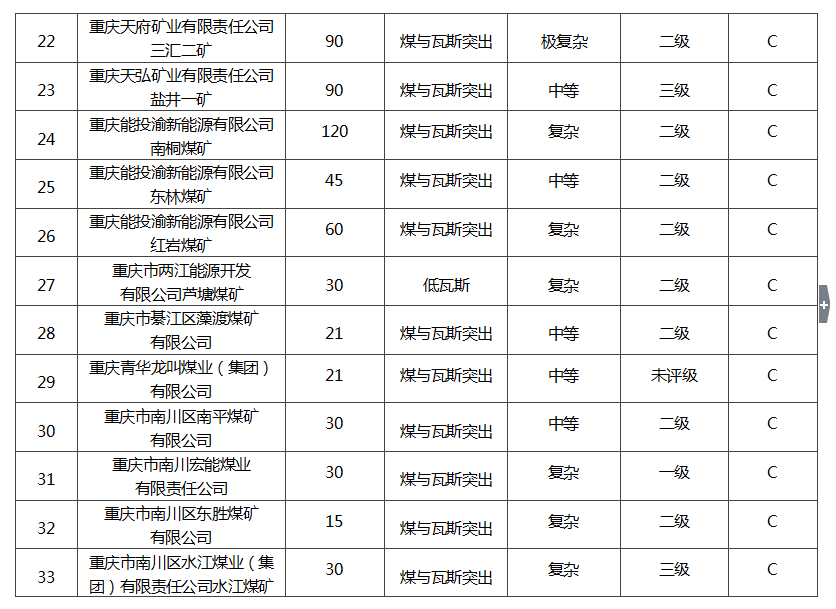 22 重庆天府矿业有限责任公司 90 煤与瓦斯突出 极复杂 二级 C
三汇二矿
23 重庆天弘矿业有限责任公司 90 煤与瓦斯突出 中等 三级 C
盐井一矿
24 重庆能投渝新能源有限公司 120 煤与瓦斯突出 复杂 二级 C
南桐煤矿
25 重庆能投渝新能源有限公司 45 煤与瓦斯突出 中等 二级 C
东林煤矿
26 重庆能投渝新能源有限公司 60 煤与瓦斯突出 复杂 二级 C
红岩煤矿
27 重庆市两江能源开发 30 低瓦斯 复杂 二级 C
有限公司芦塘煤矿
28 重庆市綦江区藻渡煤矿 21 煤与瓦斯突出 中等 二级 C
有限公司
29 重庆青华龙叫煤业（集团） 21 煤与瓦斯突出 中等 未评级 C
有限公司
30 重庆市南川区南平煤矿 30 煤与瓦斯突出 中等 二级 C
有限公司
31 重庆市南川宏能煤业 30 煤与瓦斯突出 复杂 一级 C
有限责任公司
32 重庆市南川区东胜煤矿 15 煤与瓦斯突出 复杂 二级 C
有限公司
33 重庆市南川区水江煤业（集 30 煤与瓦斯突出 复杂 三级 C
团）有限责任公司水江煤矿